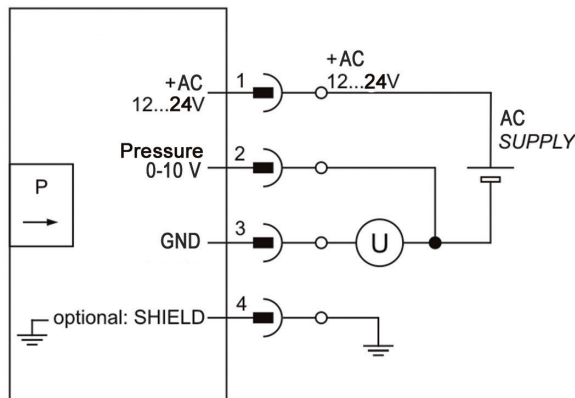 +AC
12...24V
1
+AC
12...24V
AC
SUPPLY
Pressure
0-10 V
2
P
GND
3
U
optional: SHIELD
4